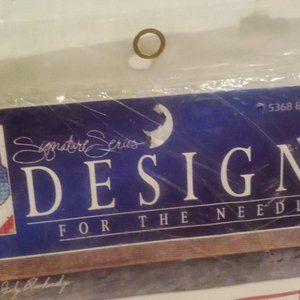 5368 B
Signature Series
DESIGN
FOR THE NEEDL